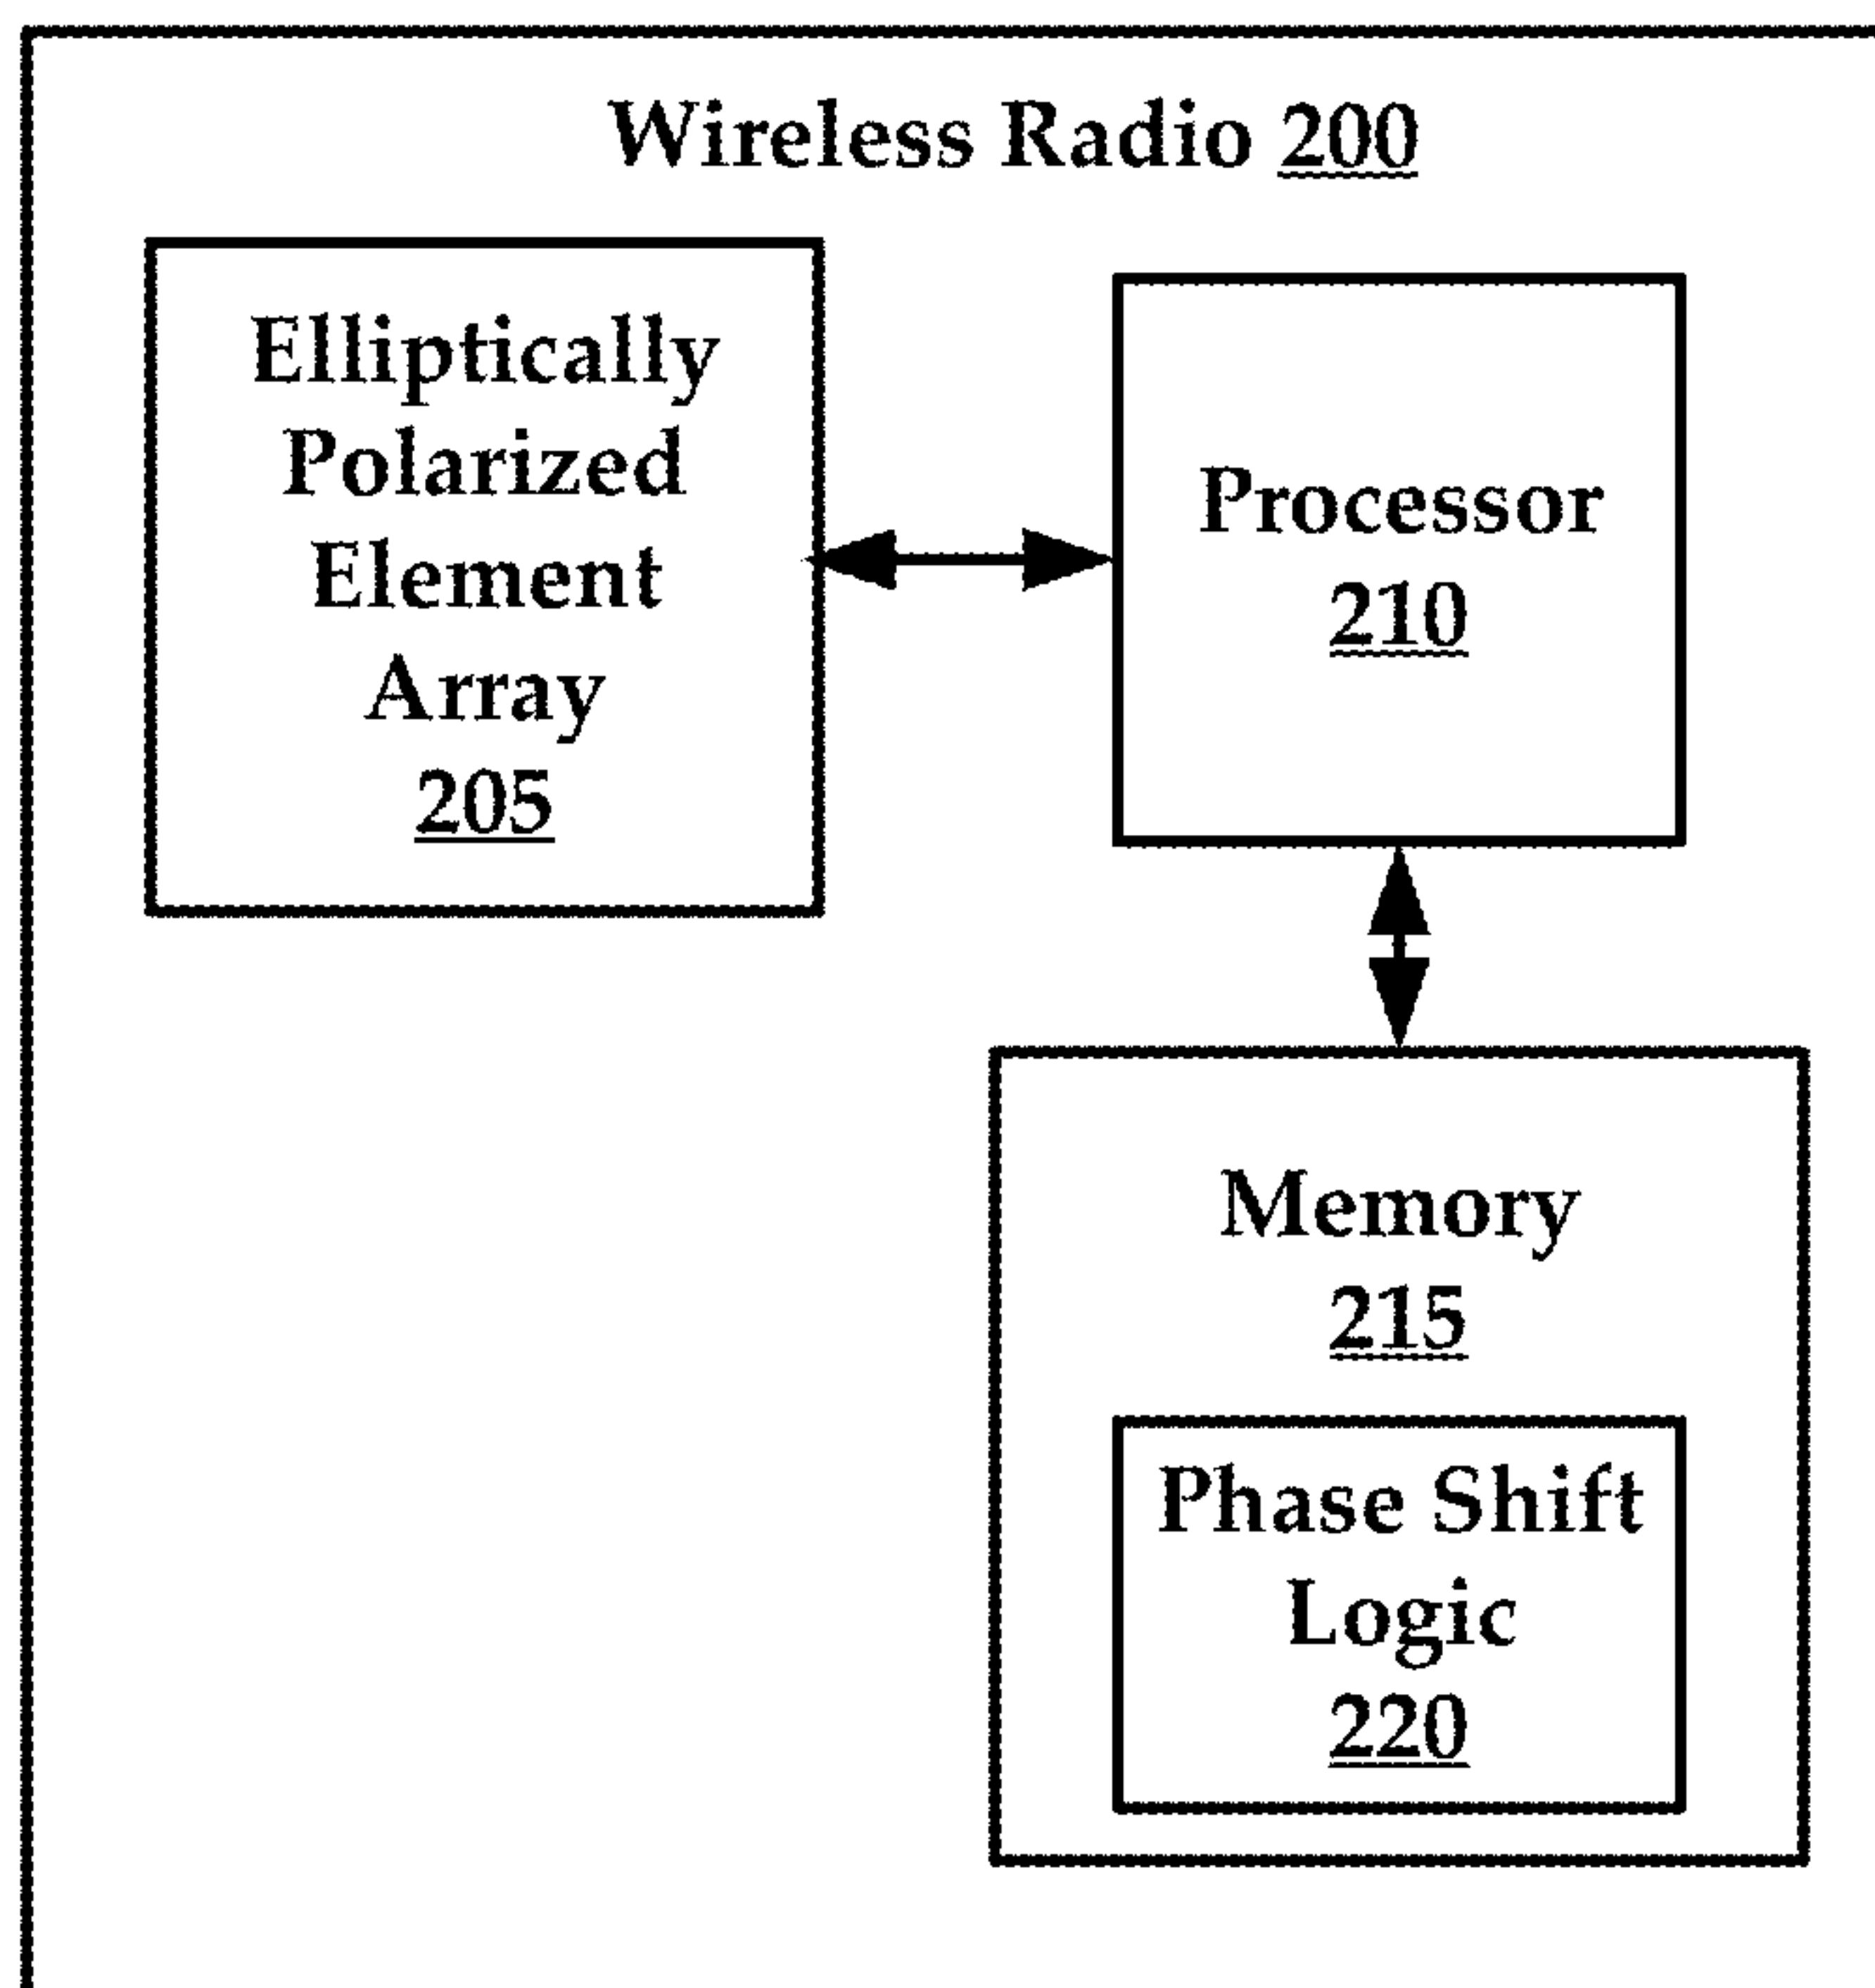 Wireless Radio 200
Elliptically
Polarized
Element
Array
205
Processor
210
Memory
215
Phase Shift
Logic
220